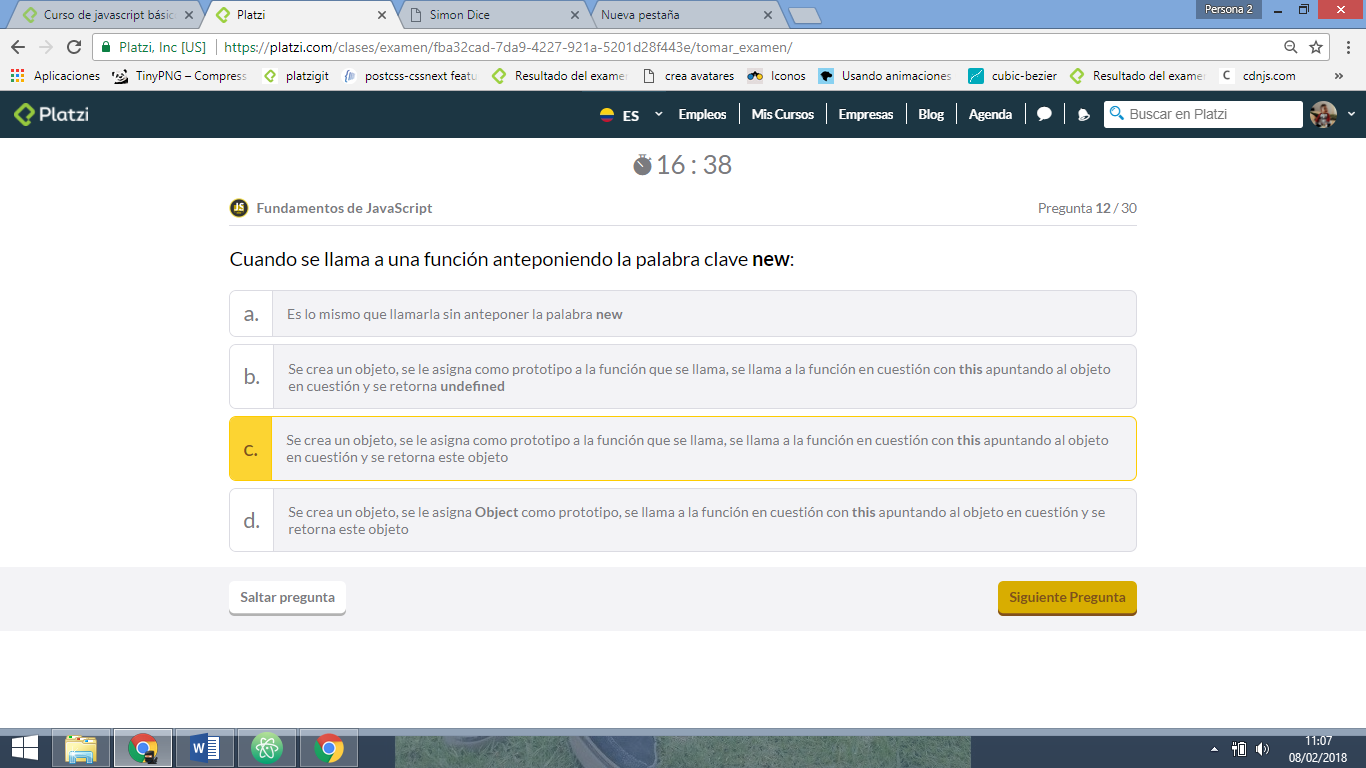 Curso de javascript básic
Platzi
Simon Dice
Nueva pestaña
Persona 2
Platzi, Inc [US]
https://platzi.com/clases/examen/fba32cad-7da9-4227-921a-5201d28f443e/tomar_examen/
Aplicaciones
TinyPNG – Compress
platzigit
postcss-cssnext featu
Resultado del exame
crea avatares
Iconos
Usando animaciones
cubic-bezier
Resultado del exame
cdnjs.com
»
Platzi
ES
Empleos
Mis Cursos
Empresas
Blog
Agenda
Buscar en Platzi
16 : 38
JS
Fundamentos de JavaScript
Pregunta 12 / 30
Cuando se llama a una función anteponiendo la palabra clave new:
a.
Es lo mismo que llamarla sin anteponer la palabra new
b.
Se crea un objeto, se le asigna como prototipo a la función que se llama, se llama a la función en cuestión con this apuntando al objeto
en cuestión y se retorna undefined
c.
Se crea un objeto, se le asigna como prototipo a la función que se llama, se llama a la función en cuestión con this apuntando al objeto
en cuestión y se retorna este objeto
d.
Se crea un objeto, se le asigna Object como prototipo, se llama a la función en cuestión con this apuntando al objeto en cuestión y se
retorna este objeto
Saltar pregunta
Siguiente Pregunta
11:07
08/02/2018